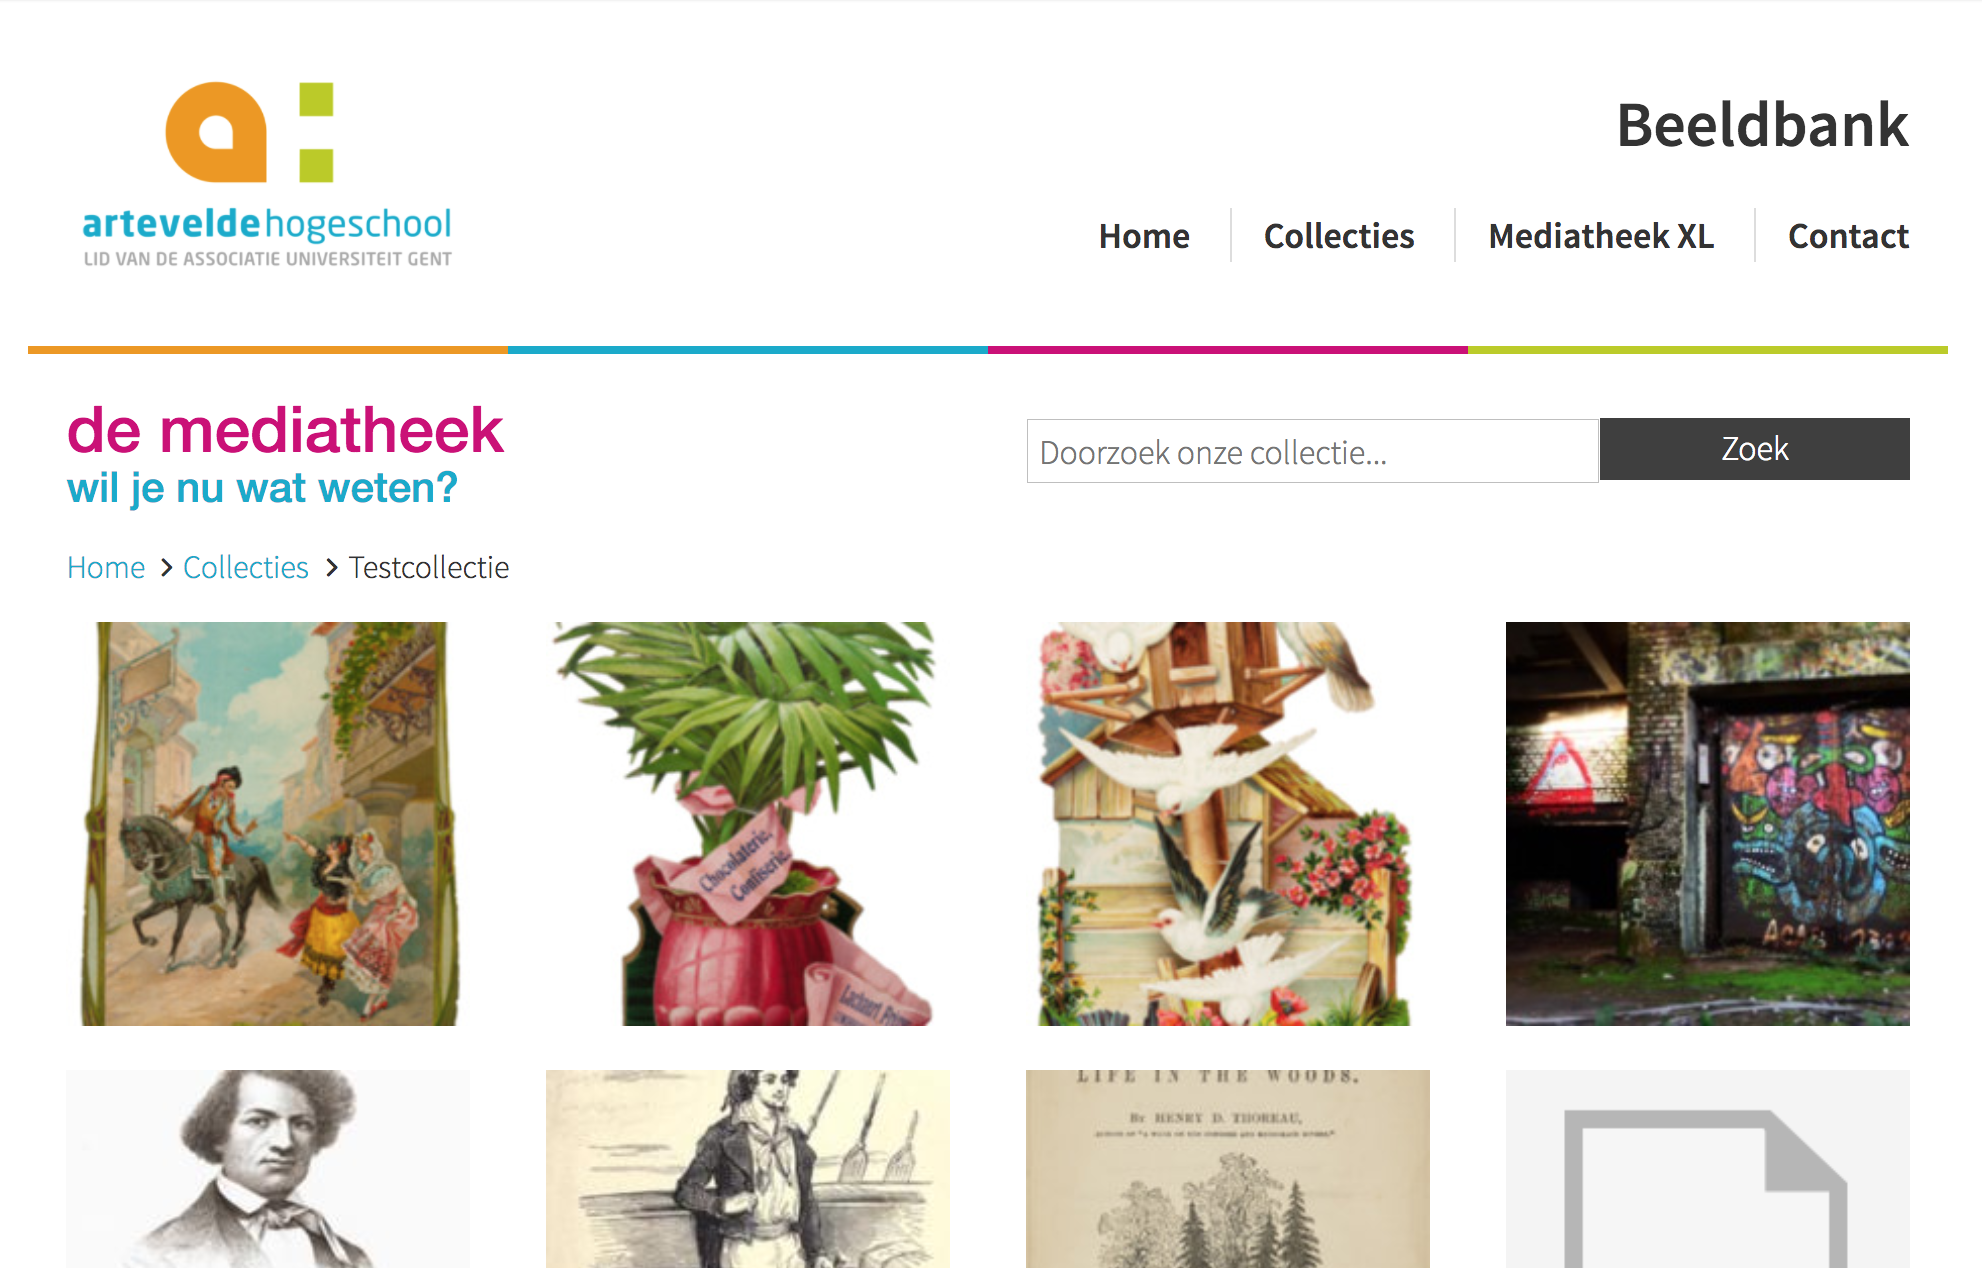 arteveldehogeschool
LID VAN DE ASSOCIATIE UNIVERSITEIT GENT
Beeldbank
Home
Collecties
Mediatheek XL
Contact
de mediatheek
wil je nu wat weten?
Doorzoek onze collectie...
Zoek
Home > Collecties > Testcollectie
Chocolaterie.
Confiserie.
LIFE IN THE WOODS.
By HENRY D. THOREAU,